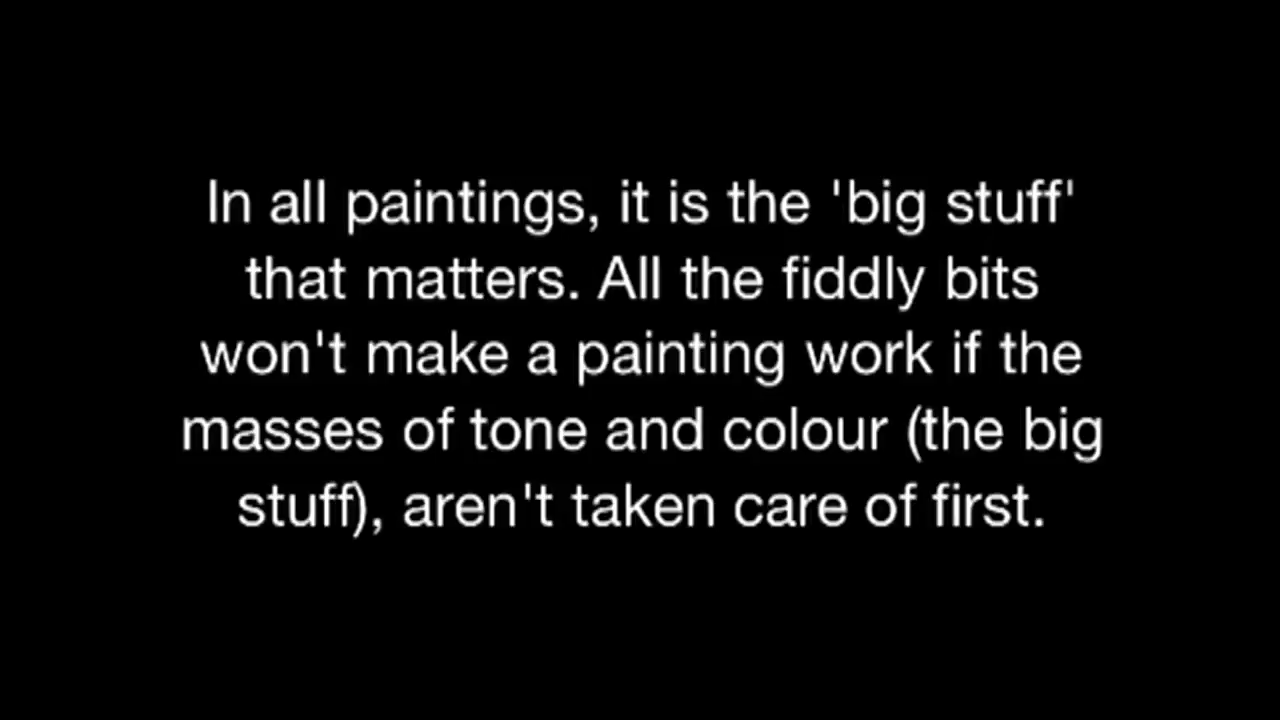 In all paintings, it is the 'big stuff'
that matters. All the fiddly bits
won't make a painting work if the
masses of tone and colour (the big
stuff), aren't taken care of first.